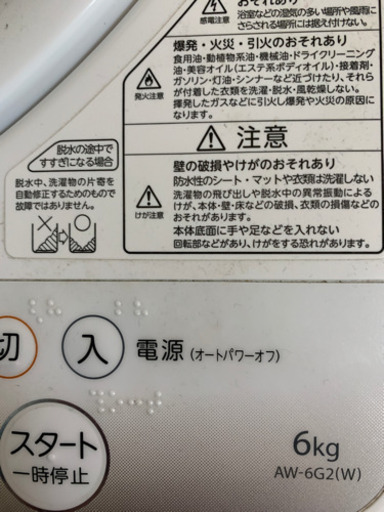 おそれあり
感電注意
浴室などの湿気の多い場所や風雨に
さらされる場所には据え付けない。
爆発・火災・引火のおそれあり
発火注意
食用油・動植物系油・機械油・ドライクリーニング
油・美容オイル(エステ系ボディオイル)・接着剤・
ガソリン・灯油・シンナーなど近づけたり、それらが
付着した衣類を洗濯・脱水・風乾燥しない。
揮発したガスなどに引火し爆発や火災の原因に
なります。
脱水の途中で
すすぎになる場合
脱水中、洗濯物の片寄を
自動修正するためのもので
故障ではありません。
注意
壁の破損やけがのおそれあり
けが注意
防水性のシート・マットや衣類は洗濯しない
洗濯物の飛び出しや脱水中の異常振動による
けが、本体・壁・床などの破損、衣類の損傷などの
おそれがあります。
本体底面に手や足などを入れない
回転部などがあり、けがをする恐れがあります。
切
入
電源(オートパワーオフ)
スタート
一時停止
6kg
AW-6G2(W)